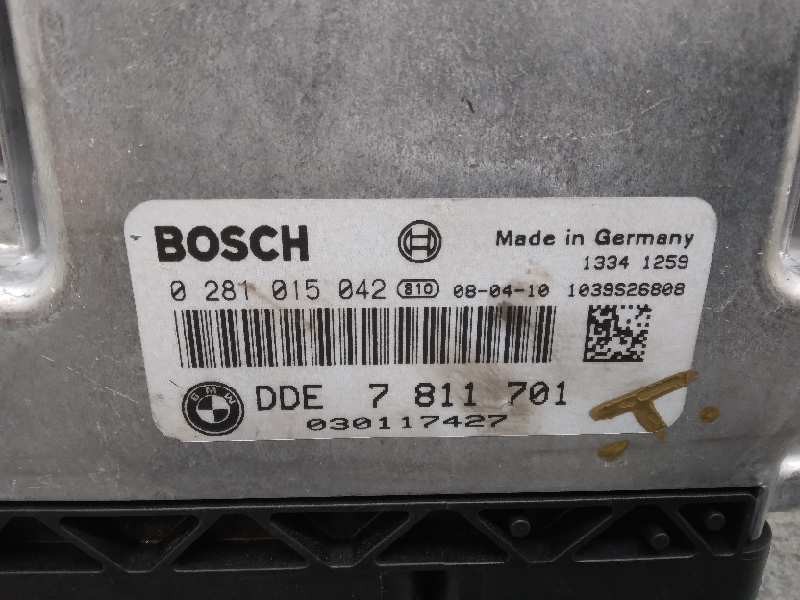 BOSCH
Made in Germany
1334 1259
0 281 015 042 810 08-04-10 1039S26808
BMW
DDE 7 811 701
030117427